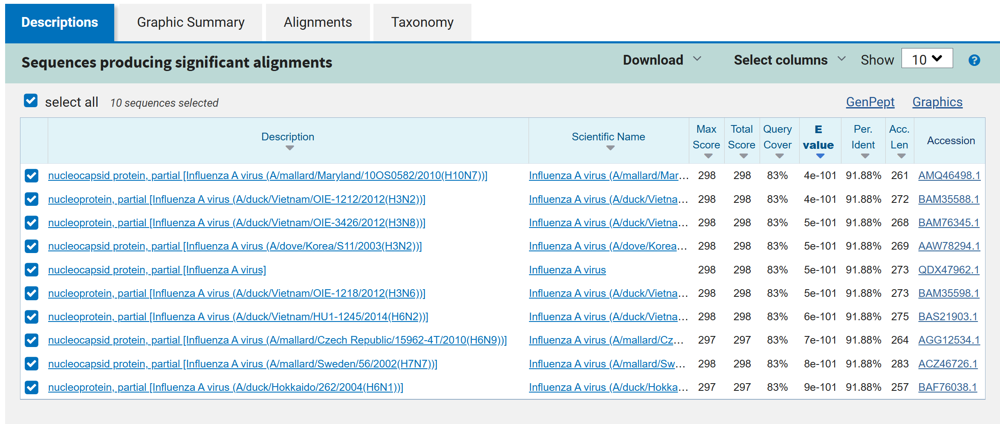 Descriptions Graphic Summary Alignments Taxonomy
Sequences producing significant alignments Download Select columns Show 10 ?
select all 10 sequences selected GenPept Graphics
Description Scientific Name Max Score Total Score Query Cover E value Per. Ident Acc. Len Accession
nucleocapsid protein, partial [Influenza A virus (A/mallard/Maryland/10OS0582/2010(H10N7))] Influenza A virus (A/mallard/Mar… 298 298 83% 4e-101 91.88% 261 AMQ46498.1
nucleoprotein, partial [Influenza A virus (A/duck/Vietnam/OIE-1212/2012(H3N2))] Influenza A virus (A/duck/Vietna… 298 298 83% 4e-101 91.88% 272 BAM35588.1
nucleoprotein, partial [Influenza A virus (A/duck/Vietnam/OIE-3426/2012(H3N8))] Influenza A virus (A/duck/Vietna… 298 298 83% 5e-101 91.88% 268 BAM76345.1
nucleocapsid protein, partial [Influenza A virus (A/dove/Korea/S11/2003(H3N2))] Influenza A virus (A/dove/Korea… 298 298 83% 5e-101 91.88% 269 AAW78294.1
nucleocapsid protein, partial [Influenza A virus] Influenza A virus 298 298 83% 5e-101 91.88% 273 QDX47962.1
nucleoprotein, partial [Influenza A virus (A/duck/Vietnam/OIE-1218/2012(H3N6))] Influenza A virus (A/duck/Vietna… 298 298 83% 5e-101 91.88% 273 BAM35598.1
nucleoprotein, partial [Influenza A virus (A/duck/Vietnam/HU1-1245/2014(H6N2))] Influenza A virus (A/duck/Vietna… 298 298 83% 6e-101 91.88% 275 BAS21903.1
nucleocapsid protein, partial [Influenza A virus (A/mallard/Czech Republic/15962-4T/2010(H6N9))] Influenza A virus (A/mallard/Cz… 297 297 83% 7e-101 91.88% 264 AGG12534.1
nucleocapsid protein, partial [Influenza A virus (A/mallard/Sweden/56/2002(H7N7))] Influenza A virus (A/mallard/Sw… 298 298 83% 8e-101 91.88% 283 ACZ46726.1
nucleoprotein, partial [Influenza A virus (A/duck/Hokkaido/262/2004(H6N1))] Influenza A virus (A/duck/Hokka… 297 297 83% 9e-101 91.88% 257 BAF76038.1